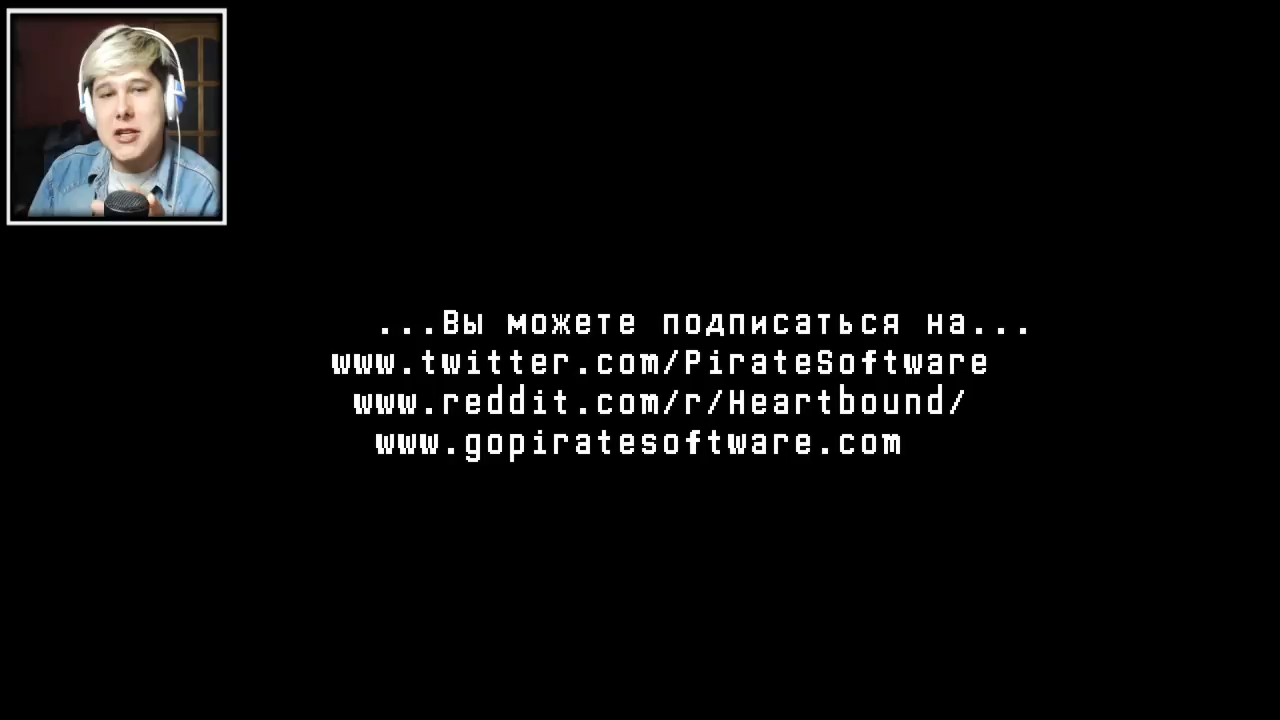 ...Вы можете подписаться на...
www.twitter.com/PirateSoftware
www.reddit.com/r/Heartbound/
www.gopiratesoftware.com